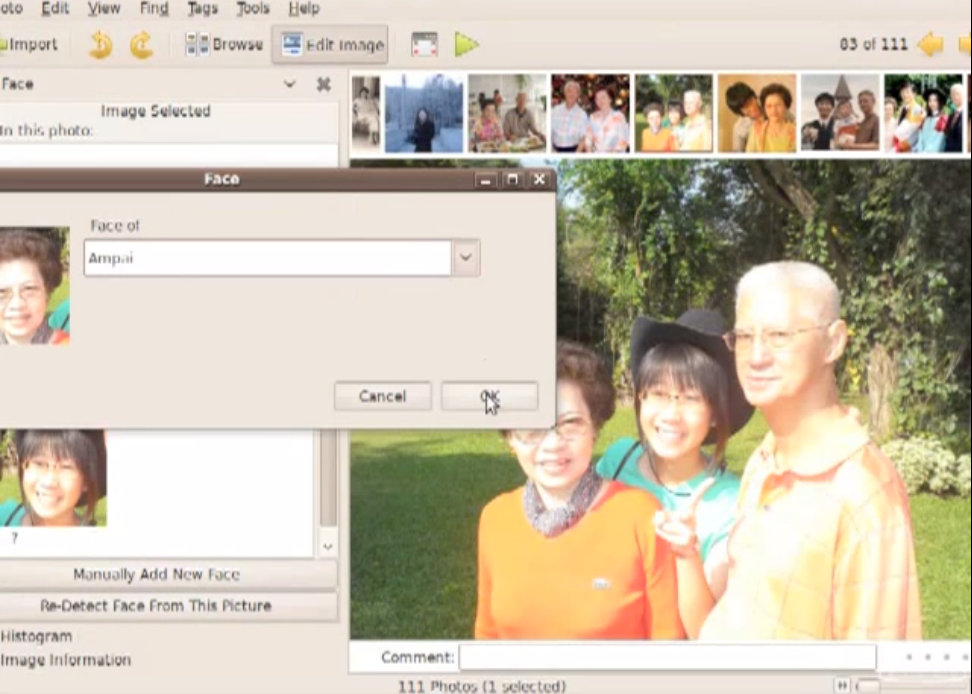 oto Edit View Find Tags Tools Help
Import Browse Edit Image 83 of 111
Face
Image Selected
In this photo:
Face
Face of
Ampai
Cancel OK
?
Manually Add New Face
Re-Detect Face From This Picture
Histogram
Image Information
Comment:
111 Photos (1 selected)